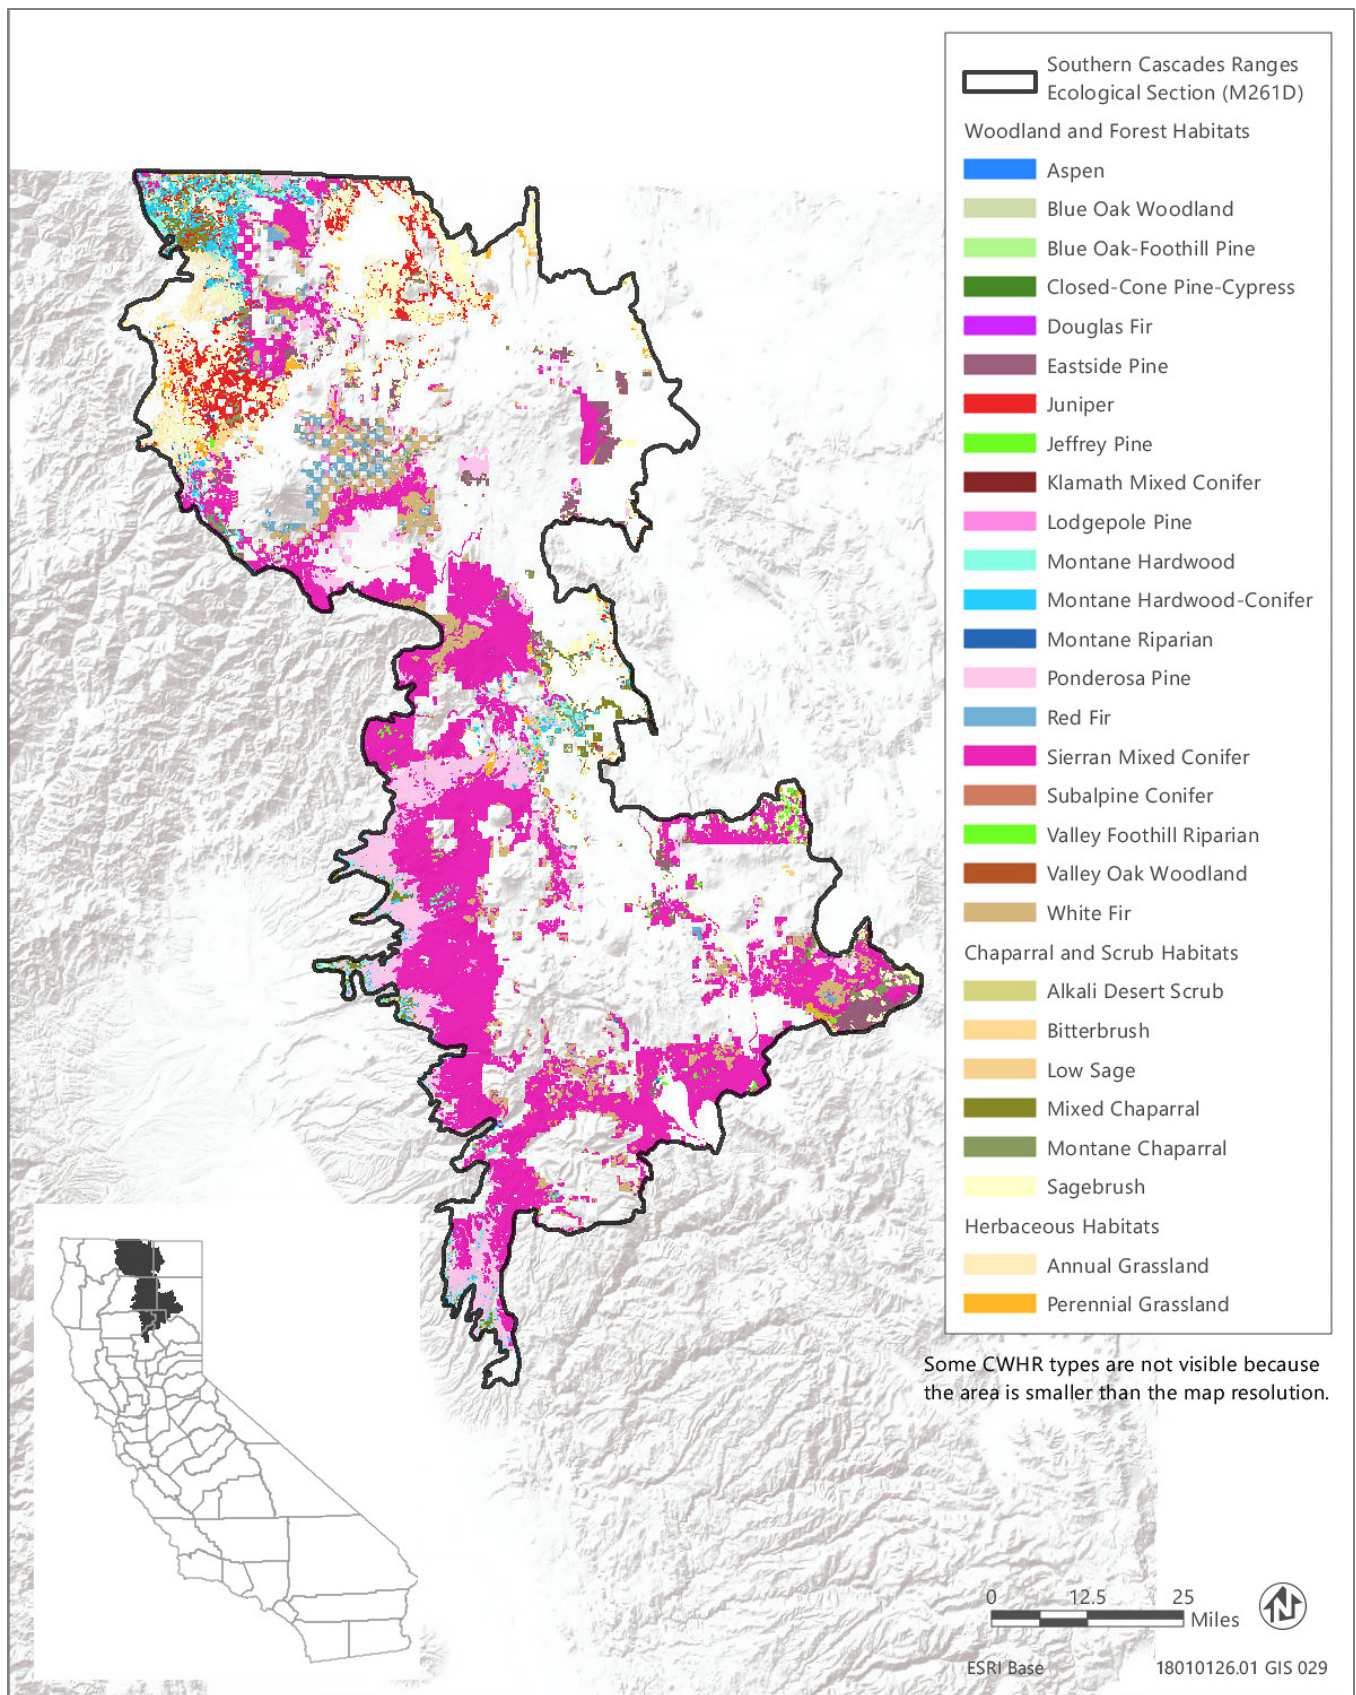 Southern Cascades Ranges
Ecological Section (M261D)
Woodland and Forest Habitats
Aspen
Blue Oak Woodland
Blue Oak-Foothill Pine
Closed-Cone Pine-Cypress
Douglas Fir
Eastside Pine
Juniper
Jeffrey Pine
Klamath Mixed Conifer
Lodgepole Pine
Montane Hardwood
Montane Hardwood-Conifer
Montane Riparian
Ponderosa Pine
Red Fir
Sierran Mixed Conifer
Subalpine Conifer
Valley Foothill Riparian
Valley Oak Woodland
White Fir
Chaparral and Scrub Habitats
Alkali Desert Scrub
Bitterbrush
Low Sage
Mixed Chaparral
Montane Chaparral
Sagebrush
Herbaceous Habitats
Annual Grassland
Perennial Grassland
Some CWHR types are not visible because
the area is smaller than the map resolution.
0 12.5 25
Miles
N
ESRI Base 18010126.01 GIS 029